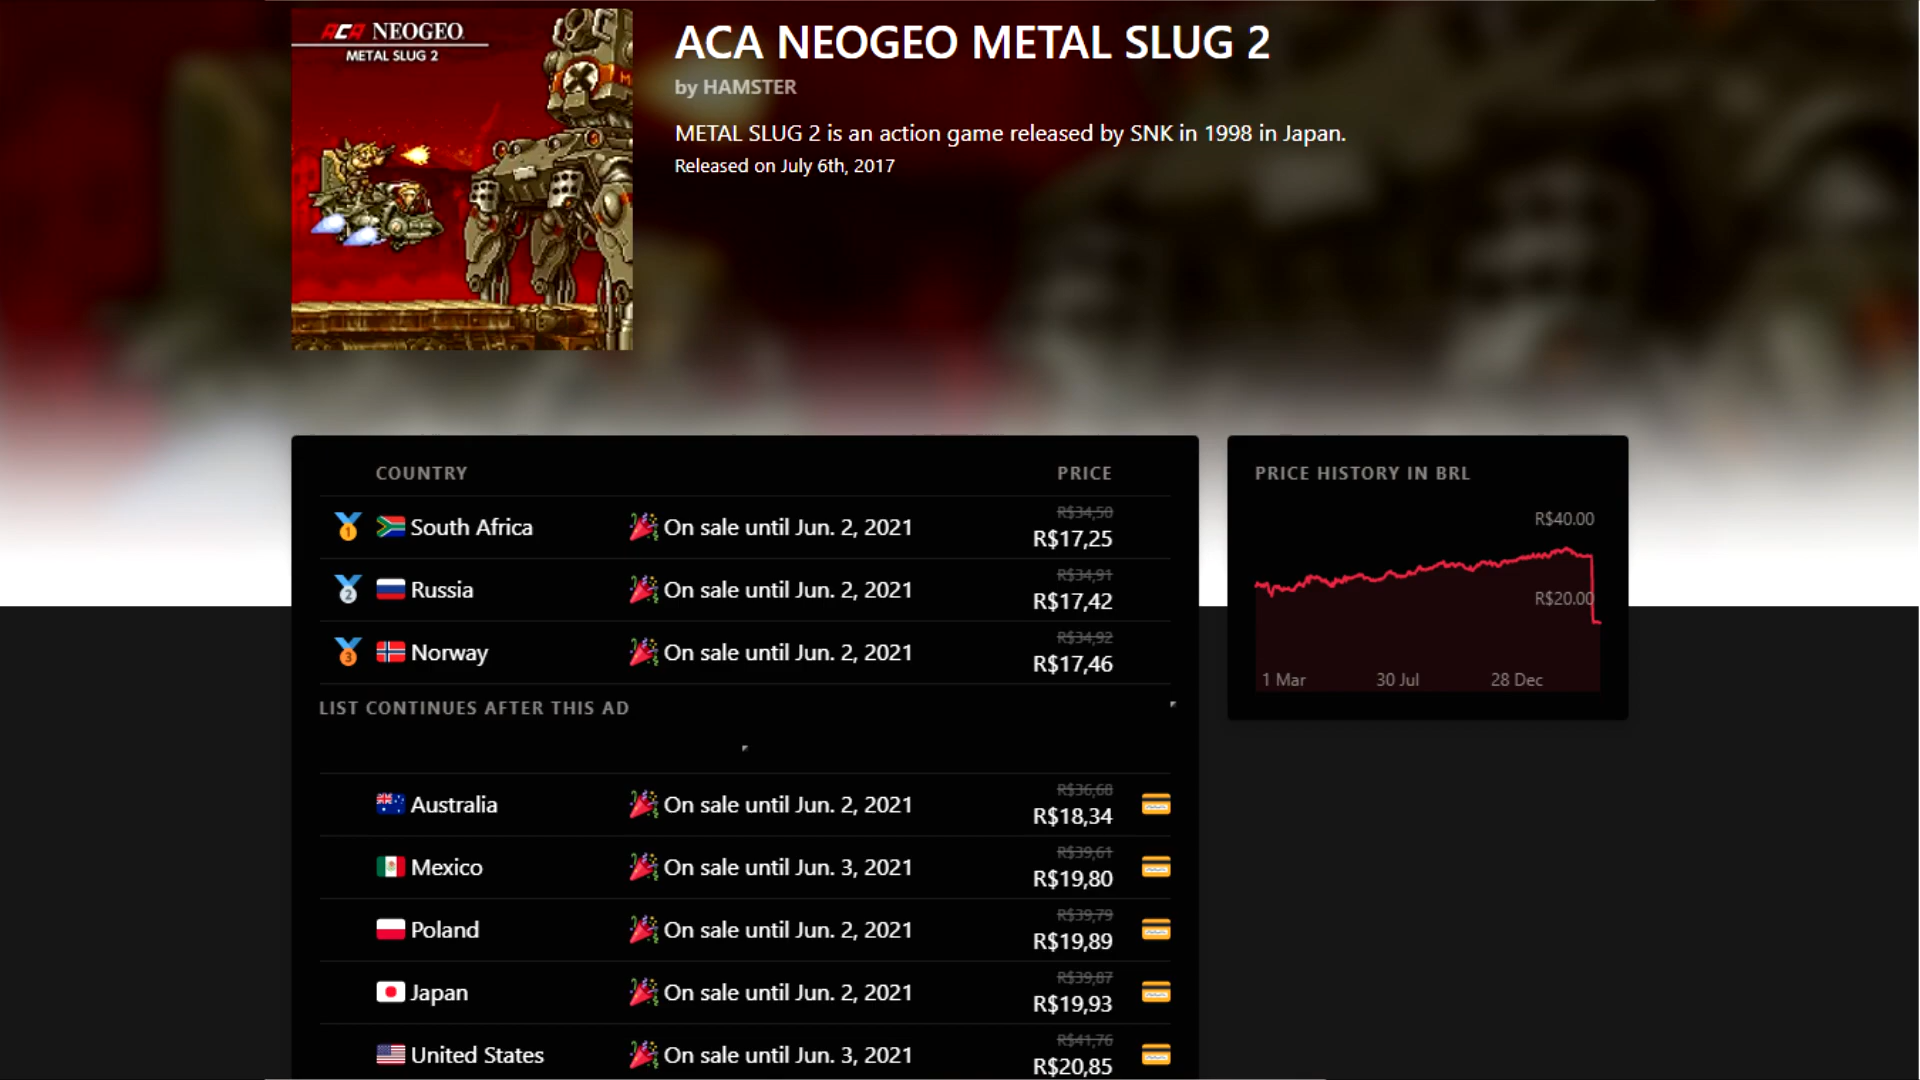 ACA NEOGEO
METAL SLUG 2
ACA NEOGEO METAL SLUG 2
by HAMSTER
METAL SLUG 2 is an action game released by SNK in 1998 in Japan.
Released on July 6th, 2017
COUNTRY PRICE
1 South Africa On sale until Jun. 2, 2021 R$34,50
R$17,25
2 Russia On sale until Jun. 2, 2021 R$34,91
R$17,42
3 Norway On sale until Jun. 2, 2021 R$34,92
R$17,46
LIST CONTINUES AFTER THIS AD
Australia On sale until Jun. 2, 2021 R$36,68
R$18,34
Mexico On sale until Jun. 3, 2021 R$39,61
R$19,80
Poland On sale until Jun. 2, 2021 R$39,79
R$19,89
Japan On sale until Jun. 2, 2021 R$39,87
R$19,93
United States On sale until Jun. 3, 2021 R$41,76
R$20,85
PRICE HISTORY IN BRL
R$40.00
R$20.00
1 Mar 30 Jul 28 Dec